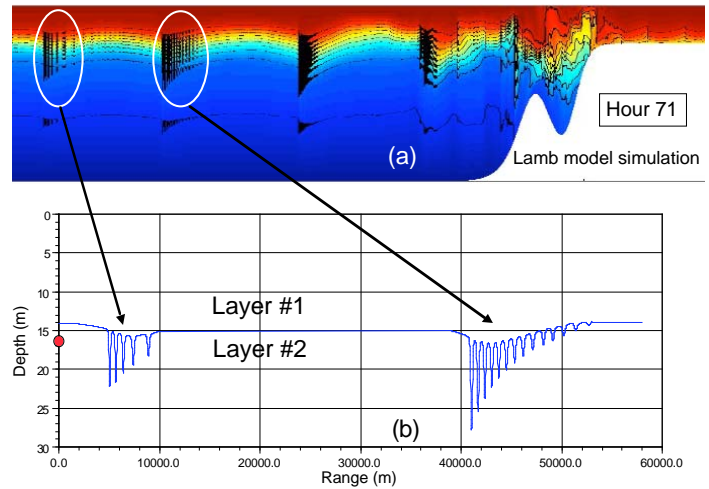 Hour 71
(a)
Lamb model simulation
0
5
10
15
20
25
30
Depth (m)
Layer #1
Layer #2
(b)
0.0 10000.0 20000.0 30000.0 40000.0 50000.0 60000.0
Range (m)